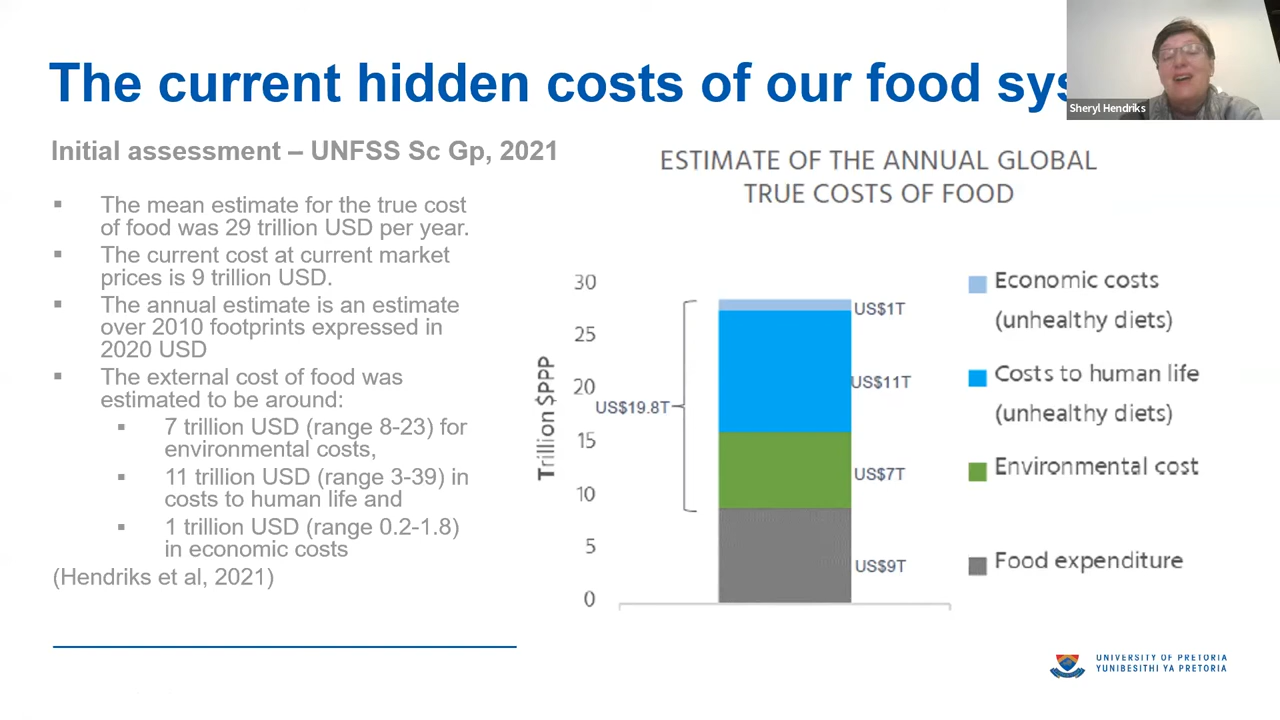 The current hidden costs of our food sys
Sheryl Hendriks
Initial assessment – UNFSS Sc Gp, 2021
▪ The mean estimate for the true cost
of food was 29 trillion USD per year.
▪ The current cost at current market
prices is 9 trillion USD.
▪ The annual estimate is an estimate
over 2010 footprints expressed in
2020 USD
▪ The external cost of food was
estimated to be around:
▪ 7 trillion USD (range 8-23) for
environmental costs,
▪ 11 trillion USD (range 3-39) in
costs to human life and
▪ 1 trillion USD (range 0.2-1.8)
in economic costs
(Hendriks et al, 2021)
ESTIMATE OF THE ANNUAL GLOBAL
TRUE COSTS OF FOOD
Trillion $PPP
30
25
20
15
10
5
0
US$19.8T
US$1T
US$11T
US$7T
US$9T
Economic costs
(unhealthy diets)
Costs to human life
(unhealthy diets)
Environmental cost
Food expenditure
UNIVERSITY OF PRETORIA
YUNIBESITHI YA PRETORIA